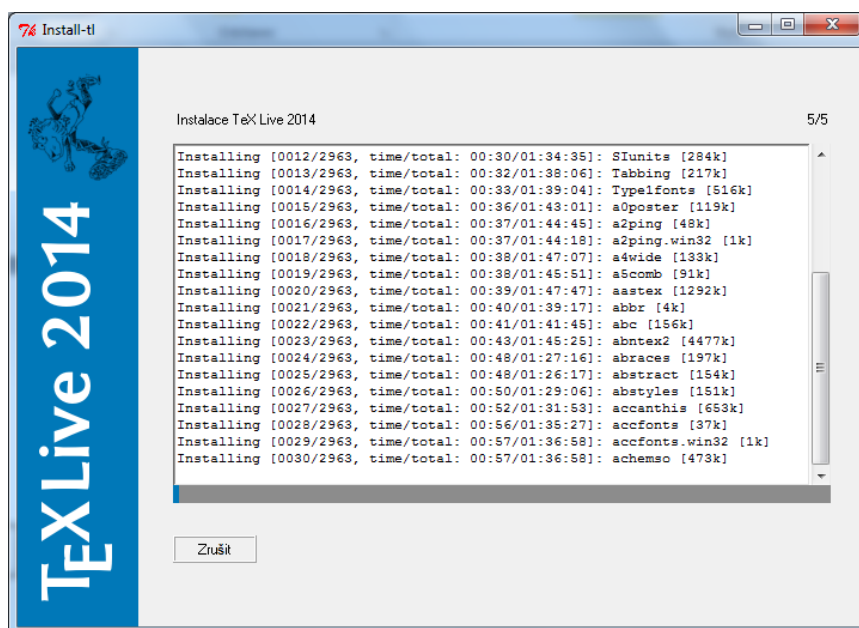 Install-tl
Instalace TeX Live 2014
5/5
Installing [0012/2963, time/total: 00:30/01:34:35]: SIunits [284k]
Installing [0013/2963, time/total: 00:32/01:38:06]: Tabbing [217k]
Installing [0014/2963, time/total: 00:33/01:39:04]: Type1fonts [516k]
Installing [0015/2963, time/total: 00:36/01:43:01]: a0poster [119k]
Installing [0016/2963, time/total: 00:37/01:44:45]: a2ping [48k]
Installing [0017/2963, time/total: 00:37/01:44:18]: a2ping.win32 [1k]
Installing [0018/2963, time/total: 00:38/01:47:07]: a4wide [133k]
Installing [0019/2963, time/total: 00:38/01:45:51]: a5comb [91k]
Installing [0020/2963, time/total: 00:39/01:47:47]: aastex [1292k]
Installing [0021/2963, time/total: 00:40/01:39:17]: abbr [4k]
Installing [0022/2963, time/total: 00:41/01:41:45]: abc [156k]
Installing [0023/2963, time/total: 00:43/01:45:25]: abntex2 [4477k]
Installing [0024/2963, time/total: 00:48/01:27:16]: abraces [197k]
Installing [0025/2963, time/total: 00:48/01:26:17]: abstract [154k]
Installing [0026/2963, time/total: 00:50/01:29:06]: abstyles [151k]
Installing [0027/2963, time/total: 00:52/01:31:53]: accanthis [653k]
Installing [0028/2963, time/total: 00:56/01:35:27]: accfonts [37k]
Installing [0029/2963, time/total: 00:57/01:36:58]: accfonts.win32 [1k]
Installing [0030/2963, time/total: 00:57/01:36:58]: achemso [473k]
Zrušit
TEX Live 2014